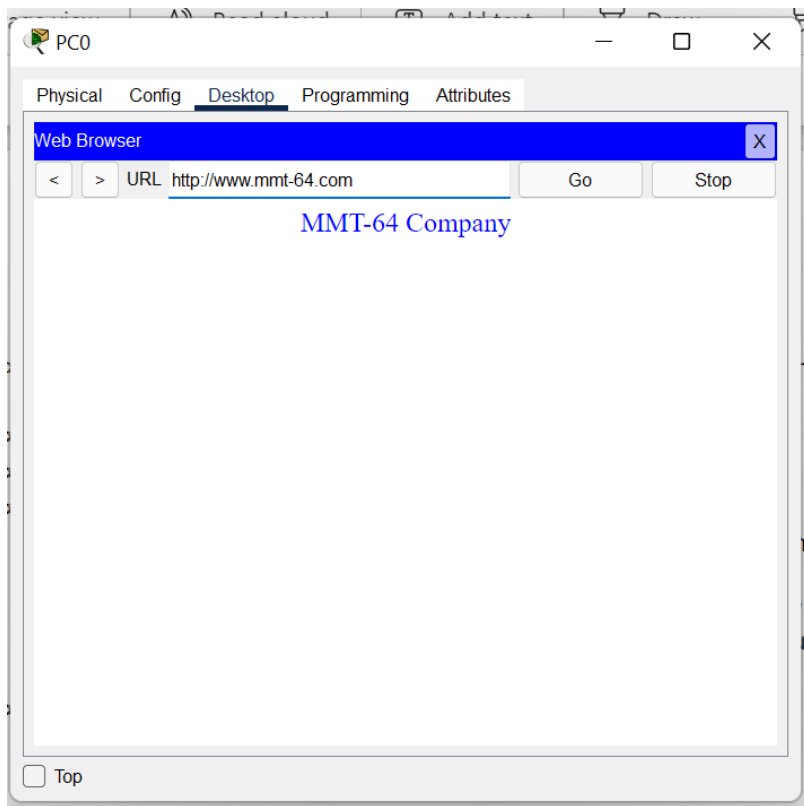 PC0
Physical Config Desktop Programming Attributes
Web Browser X
< > URL http://www.mmt-64.com Go Stop
MMT-64 Company
Top